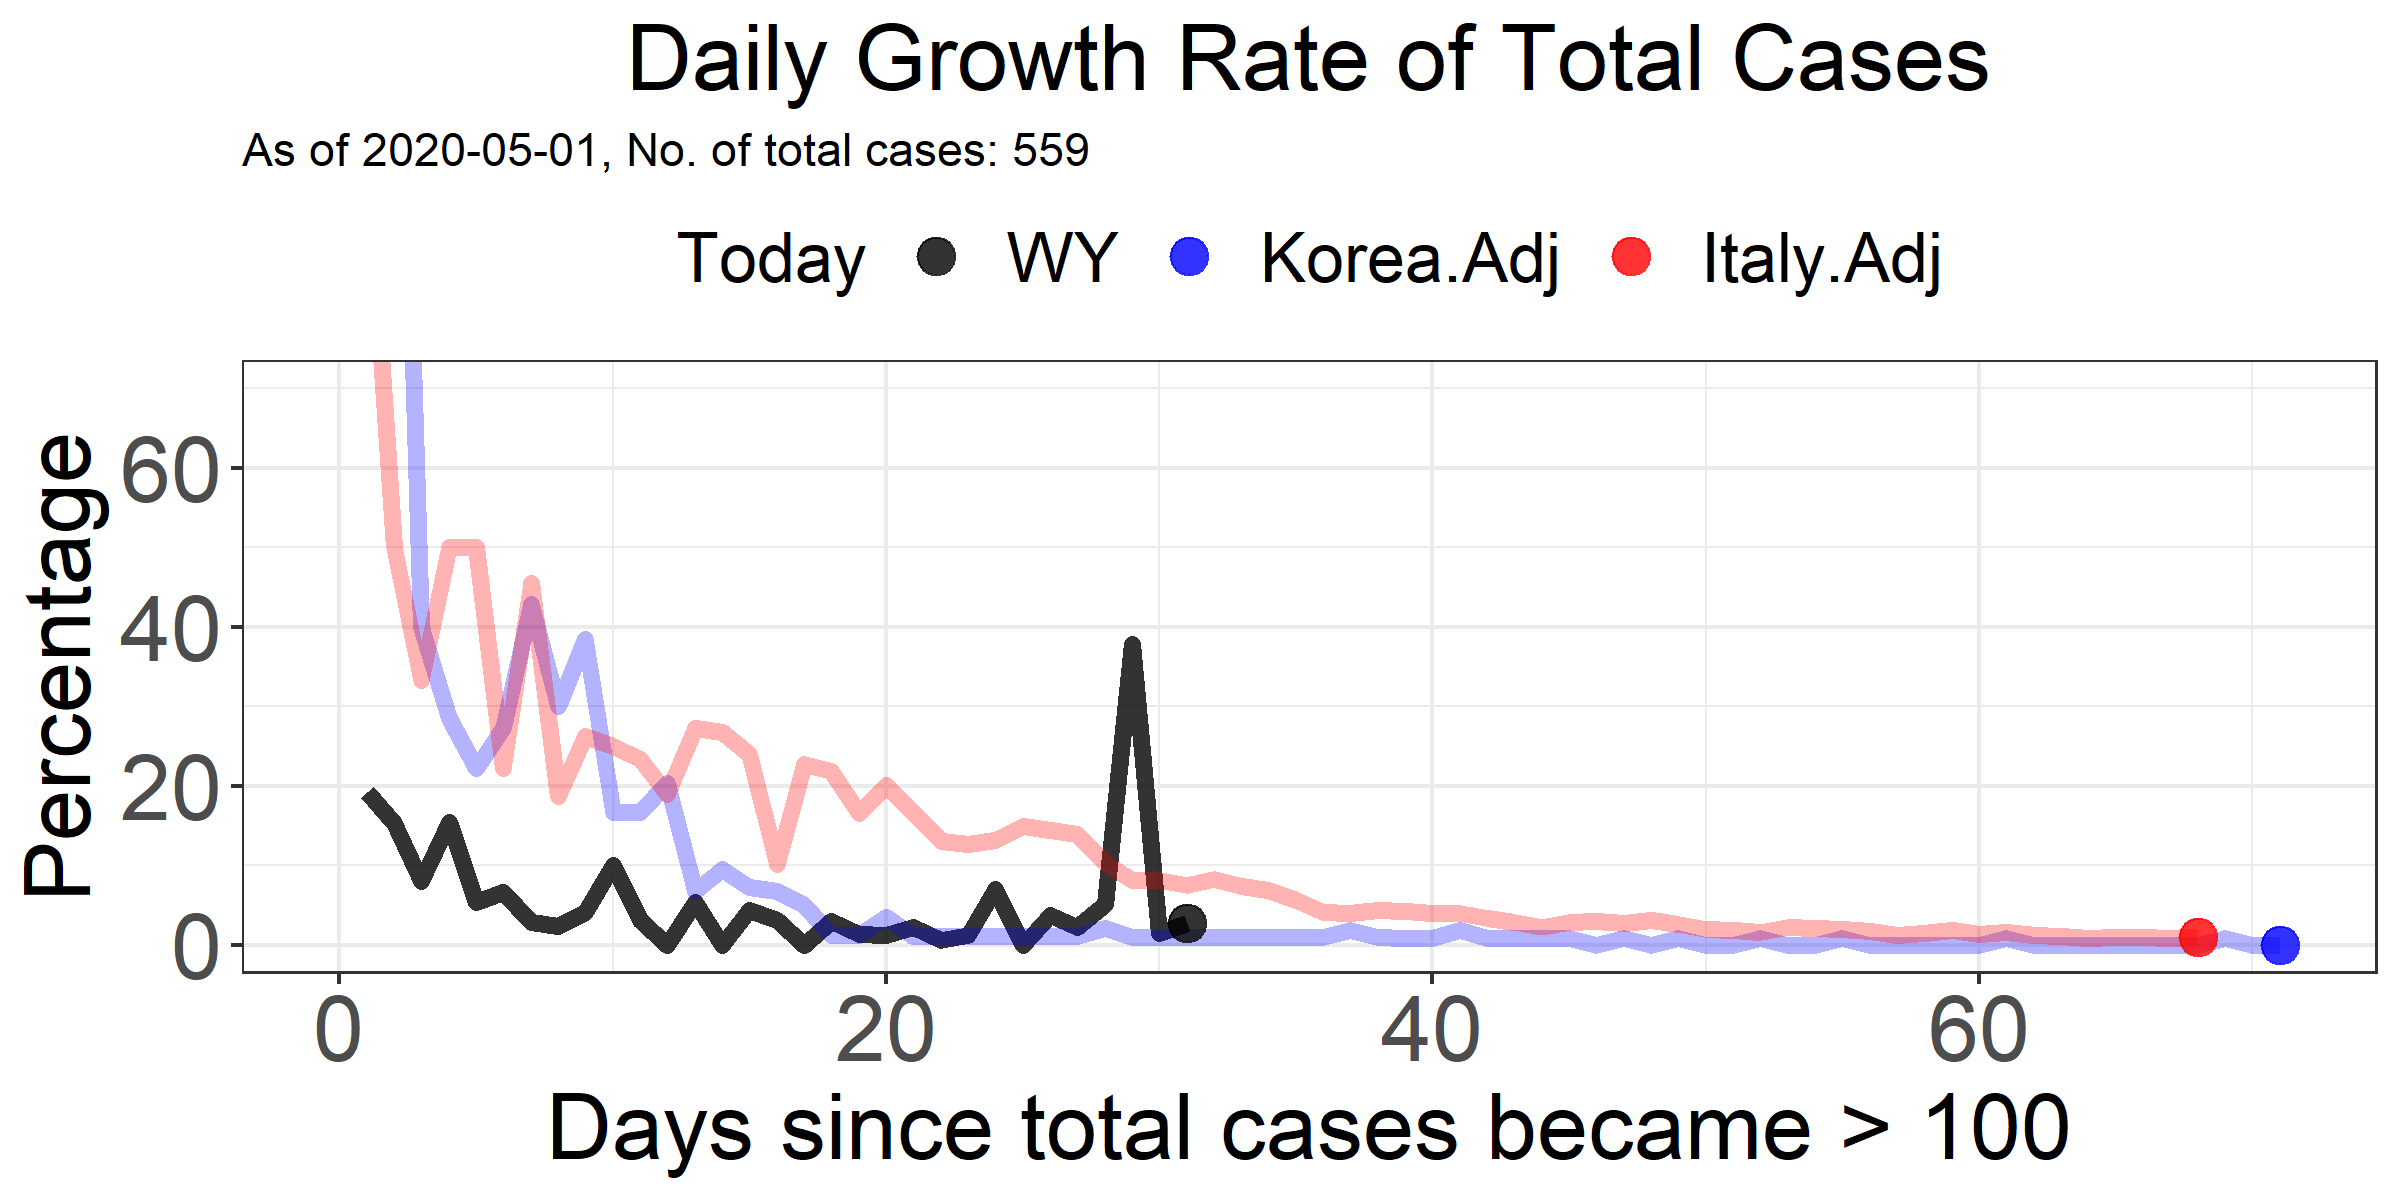 Daily Growth Rate of Total Cases
As of 2020-05-01, No. of total cases: 559
Today WY Korea.Adj Italy.Adj
Percentage
60
40
20
0
0 20 40 60
Days since total cases became > 100